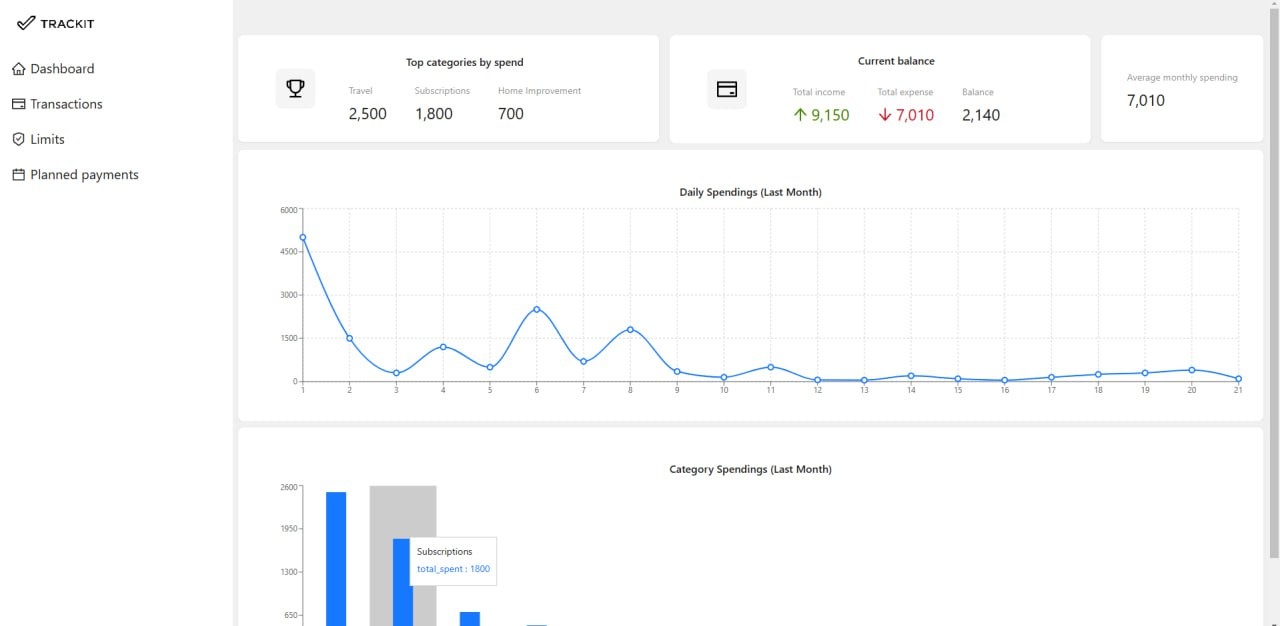 TRACKIT
Dashboard
Transactions
Limits
Planned payments
Top categories by spend
Travel Subscriptions Home Improvement
2,500 1,800 700
Current balance
Total income Total expense Balance
9,150 7,010 2,140
Average monthly spending
7,010
Daily Spendings (Last Month)
6000
4500
3000
1500
0
1 2 3 4 5 6 7 8 9 10 11 12 13 14 15 16 17 18 19 20 21
Category Spendings (Last Month)
2600
1950
1300
650
Subscriptions
total_spent : 1800